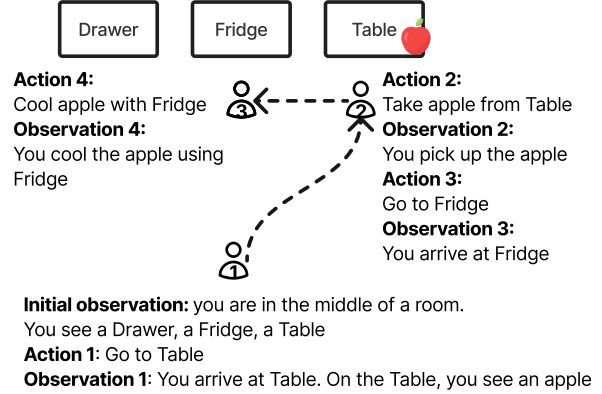 Drawer
Fridge
Table
Action 4:
Cool apple with Fridge
Observation 4:
You cool the apple using
Fridge
3
2
Action 2:
Take apple from Table
Observation 2:
You pick up the apple
Action 3:
Go to Fridge
Observation 3:
You arrive at Fridge
1
Initial observation: you are in the middle of a room.
You see a Drawer, a Fridge, a Table
Action 1: Go to Table
Observation 1: You arrive at Table. On the Table, you see an apple